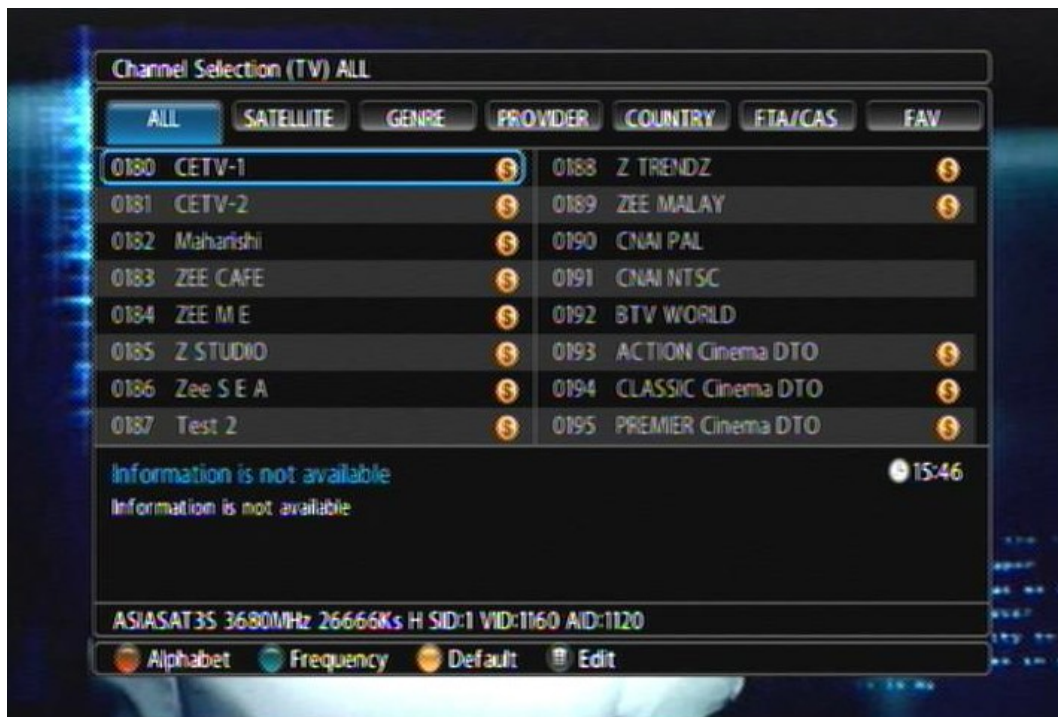 Channel Selection (TV) ALL
ALL SATELLITE GENRE PROVIDER COUNTRY FTA/CAS FAV
0180 CETV-1
0181 CETV-2
0182 Maharishi
0183 ZEE CAFE
0184 ZEE M E
0185 Z STUDIO
0186 Zee S E A
0187 Test 2
0188 Z TRENDZ
0189 ZEE MALAY
0190 CNAI PAL
0191 CNAI NTSC
0192 BTV WORLD
0193 ACTION Cinema DTO
0194 CLASSIC Cinema DTO
0195 PREMIER Cinema DTO
Information is not available
15:46
Information is not available
ASIASAT3S 3680MHz 26666Ks H SID:1 VID:1160 AID:1120
Alphabet Frequency Default Edit